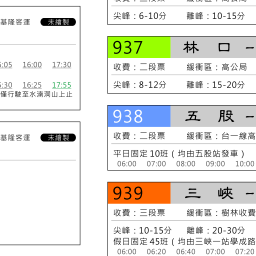 基隆客運 未繪製
5:05 16:00 17:30
5:30 16:25 17:55
僅行駛至水湳洞山上止
基隆客運 未繪製
尖峰：6-10分 離峰：10-15分
937 林口-
收費：二段票 緩衝區：高公局
尖峰：8-12分 離峰：15-20分
938 五股-
收費：二段票 緩衝區：台一線高
平日固定10班（均由五股站發車）
06:00 07:00 08:00 09:00 10:00
939 三峽-
收費：三段票 緩衝區：樹林收費
尖峰：10-15分 離峰：20-30分
假日固定45班（均由三峽一站學成路
06:00 06:20 06:40 07:00 07:20